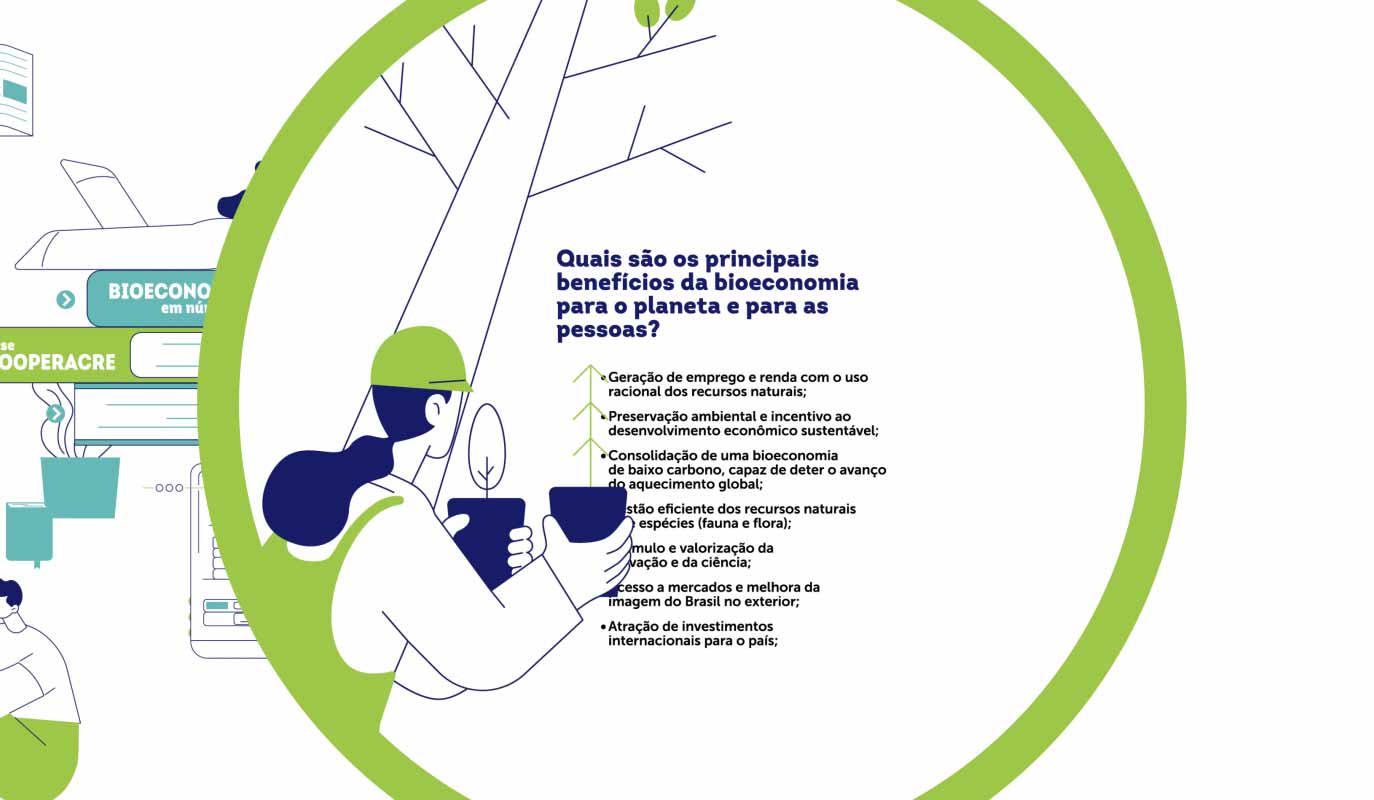 BIOECONO
em nú
se
OOPERACRE
Quais são os principais
benefícios da bioeconomia
para o planeta e para as
pessoas?
• Geração de emprego e renda com o uso
racional dos recursos naturais;
• Preservação ambiental e incentivo ao
desenvolvimento econômico sustentável;
• Consolidação de uma bioeconomia
de baixo carbono, capaz de deter o avanço
do aquecimento global;
stão eficiente dos recursos naturais
e espécies (fauna e flora);
mulo e valorização da
vação e da ciência;
cesso a mercados e melhora da
imagem do Brasil no exterior;
• Atração de investimentos
internacionais para o país;